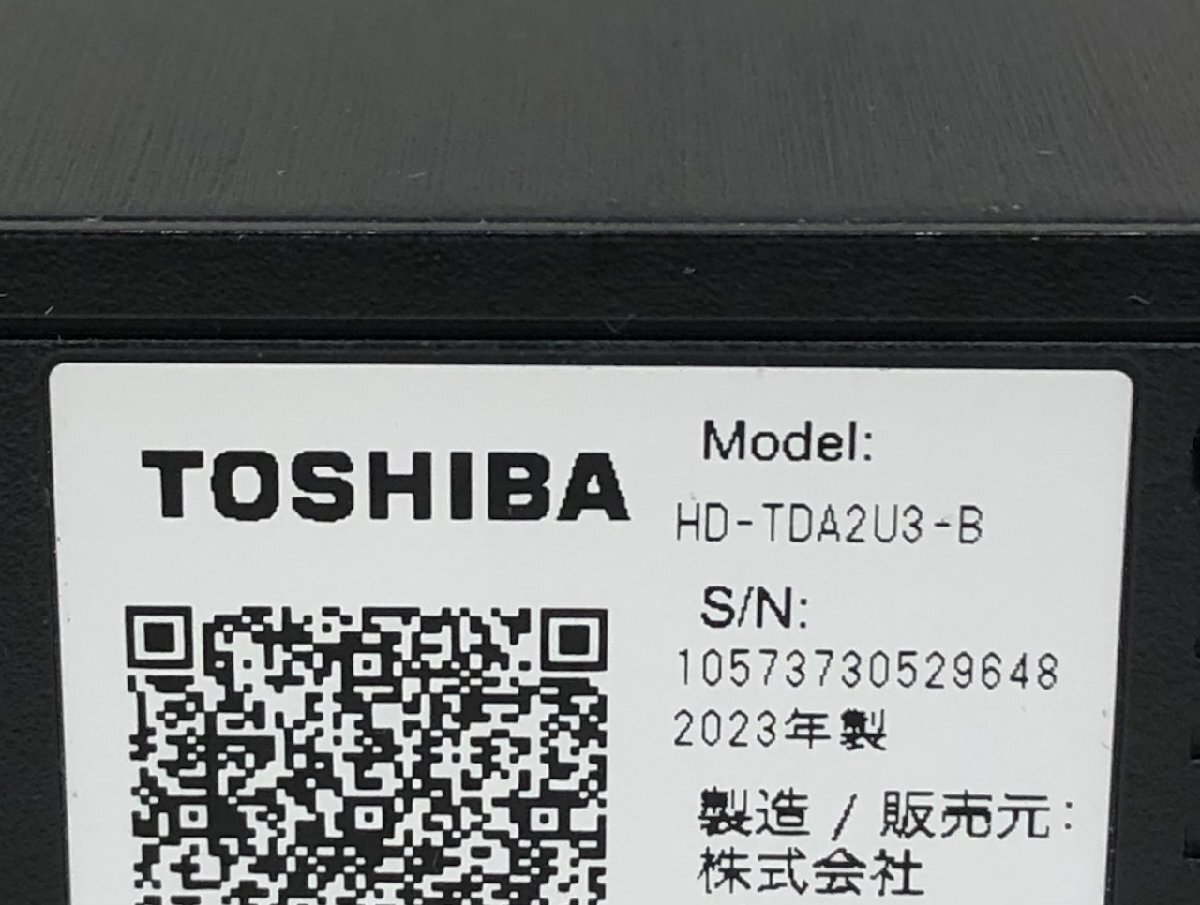 TOSHIBA
Model:
HD-TDA2U3-B
S/N:
10573730529648
2023年製
製造 / 販売元:
株式会社